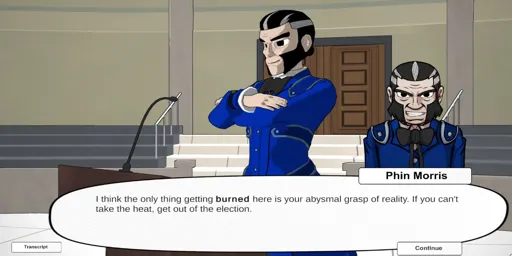 Phin Morris
I think the only thing getting burned here is your abysmal grasp of reality. If you can't
take the heat, get out of the election.
Transcript
Continue